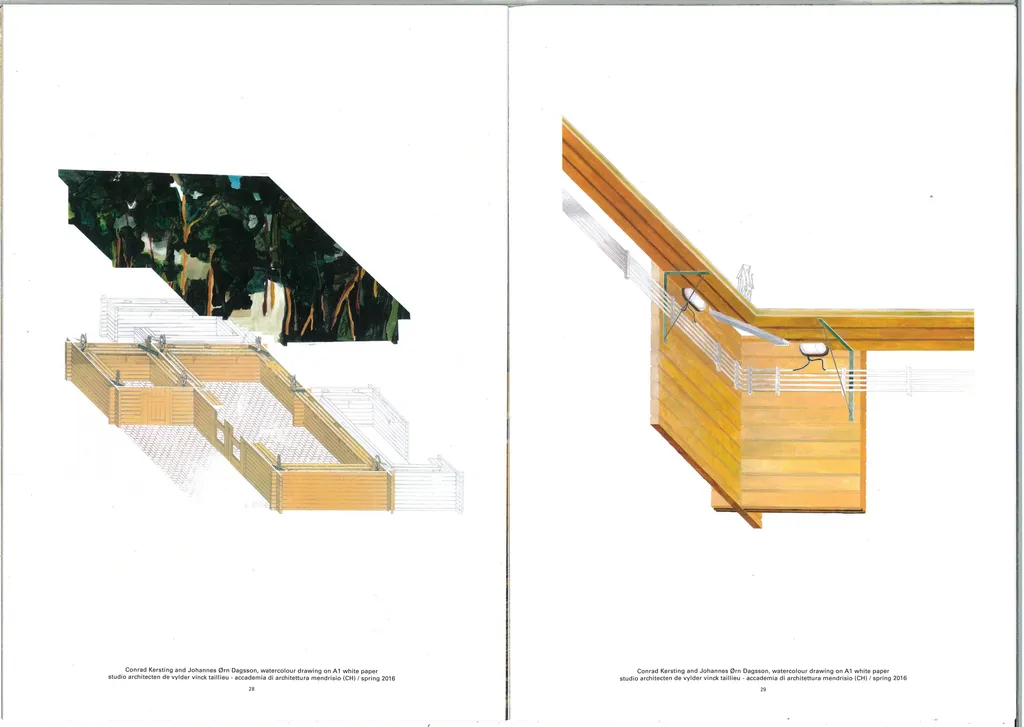 Conrad Kersting and Johannes Ørn Dagsson, watercolour drawing on A1 white paper
studio architecten de vylder vinck taillieu - accademia di architettura mendrisio (CH) / spring 2016
28
Conrad Kersting and Johannes Ørn Dagsson, watercolour drawing on A1 white paper
studio architecten de vylder vinck taillieu - accademia di architettura mendrisio (CH) / spring 2016
29